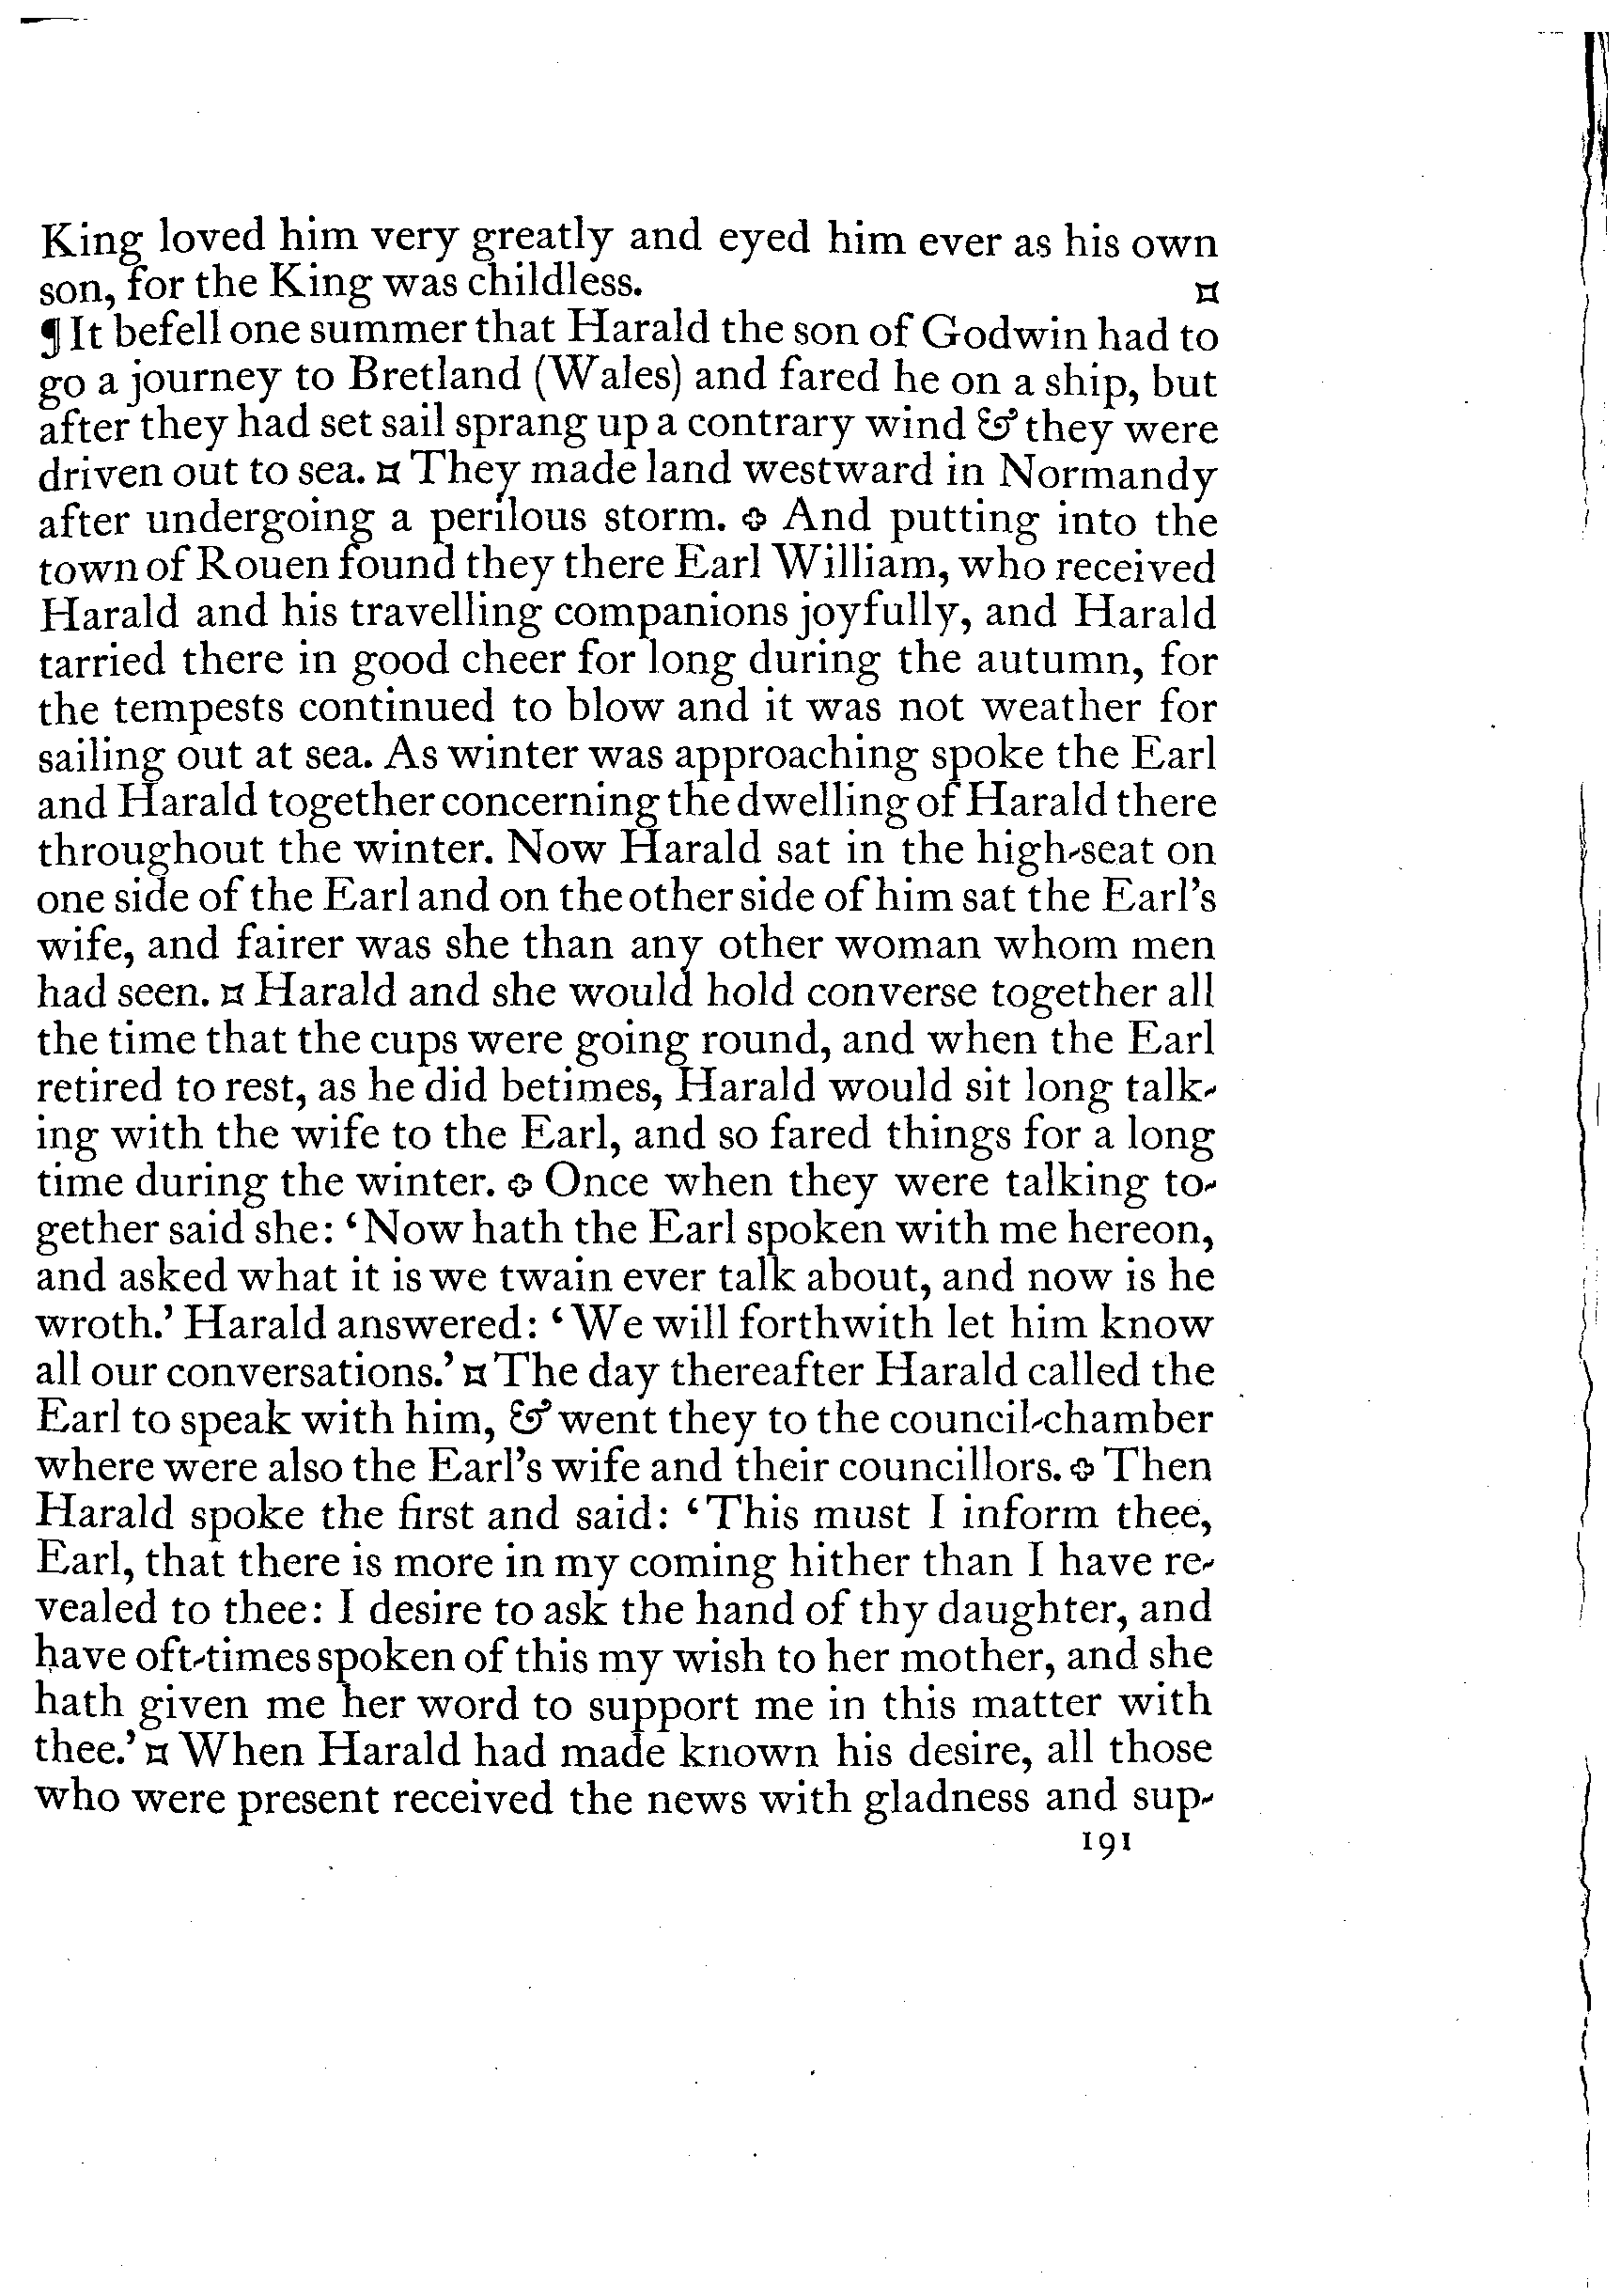 King loved him very greatly and eyed him ever as his own
son, for the King was childless. ¤
¶ It befell one summer that Harald the son of Godwin had to
go a journey to Bretland (Wales) and fared he on a ship, but
after they had set sail sprang up a contrary wind & they were
driven out to sea. ¤ They made land westward in Normandy
after undergoing a perilous storm. ✥ And putting into the
town of Rouen found they there Earl William, who received
Harald and his travelling companions joyfully, and Harald
tarried there in good cheer for long during the autumn, for
the tempests continued to blow and it was not weather for
sailing out at sea. As winter was approaching spoke the Earl
and Harald together concerning the dwelling of Harald there
throughout the winter. Now Harald sat in the high-seat on
one side of the Earl and on the other side of him sat the Earl's
wife, and fairer was she than any other woman whom men
had seen. ¤ Harald and she would hold converse together all
the time that the cups were going round, and when the Earl
retired to rest, as he did betimes, Harald would sit long talk-
ing with the wife to the Earl, and so fared things for a long
time during the winter. ✥ Once when they were talking to-
gether said she: 'Now hath the Earl spoken with me hereon,
and asked what it is we twain ever talk about, and now is he
wroth.' Harald answered: 'We will forthwith let him know
all our conversations.' ¤ The day thereafter Harald called the
Earl to speak with him, & went they to the council-chamber
where were also the Earl's wife and their councillors. ✥ Then
Harald spoke the first and said: 'This must I inform thee,
Earl, that there is more in my coming hither than I have re-
vealed to thee: I desire to ask the hand of thy daughter, and
have oft-times spoken of this my wish to her mother, and she
hath given me her word to support me in this matter with
thee.' ¤ When Harald had made known his desire, all those
who were present received the news with gladness and sup-
191